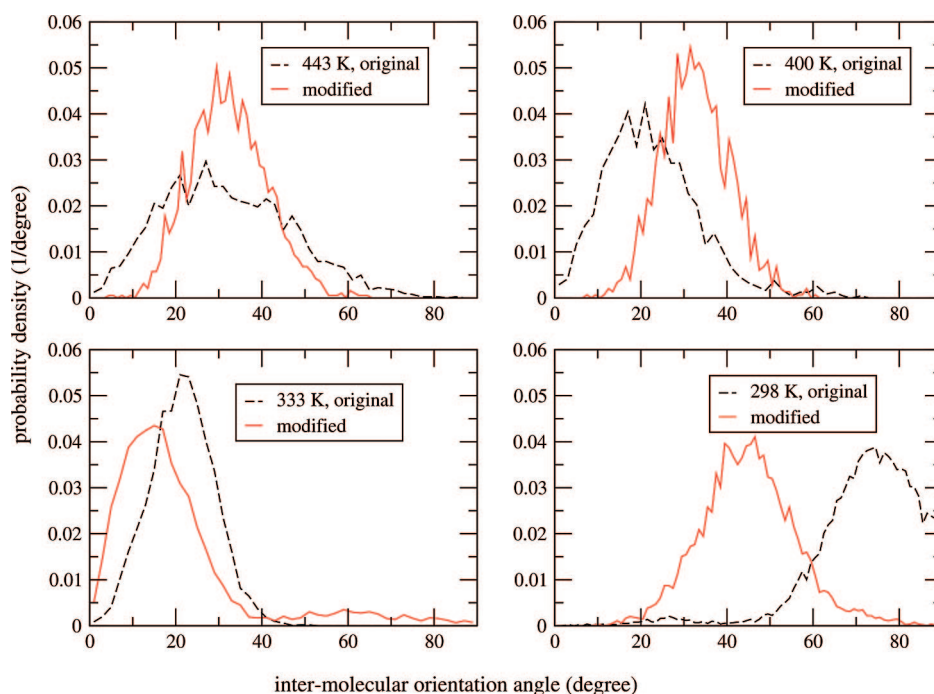 probability density (1/degree)
0.06
0.05
0.04
0.03
0.02
0.01
0
443 K, original
modified
0 20 40 60 80
0.06
0.05
0.04
0.03
0.02
0.01
0
400 K, original
modified
0 20 40 60 80
0.06
0.05
0.04
0.03
0.02
0.01
0
333 K, original
modified
0 20 40 60 80
0.06
0.05
0.04
0.03
0.02
0.01
0
298 K, original
modified
0 20 40 60 80
inter-molecular orientation angle (degree)